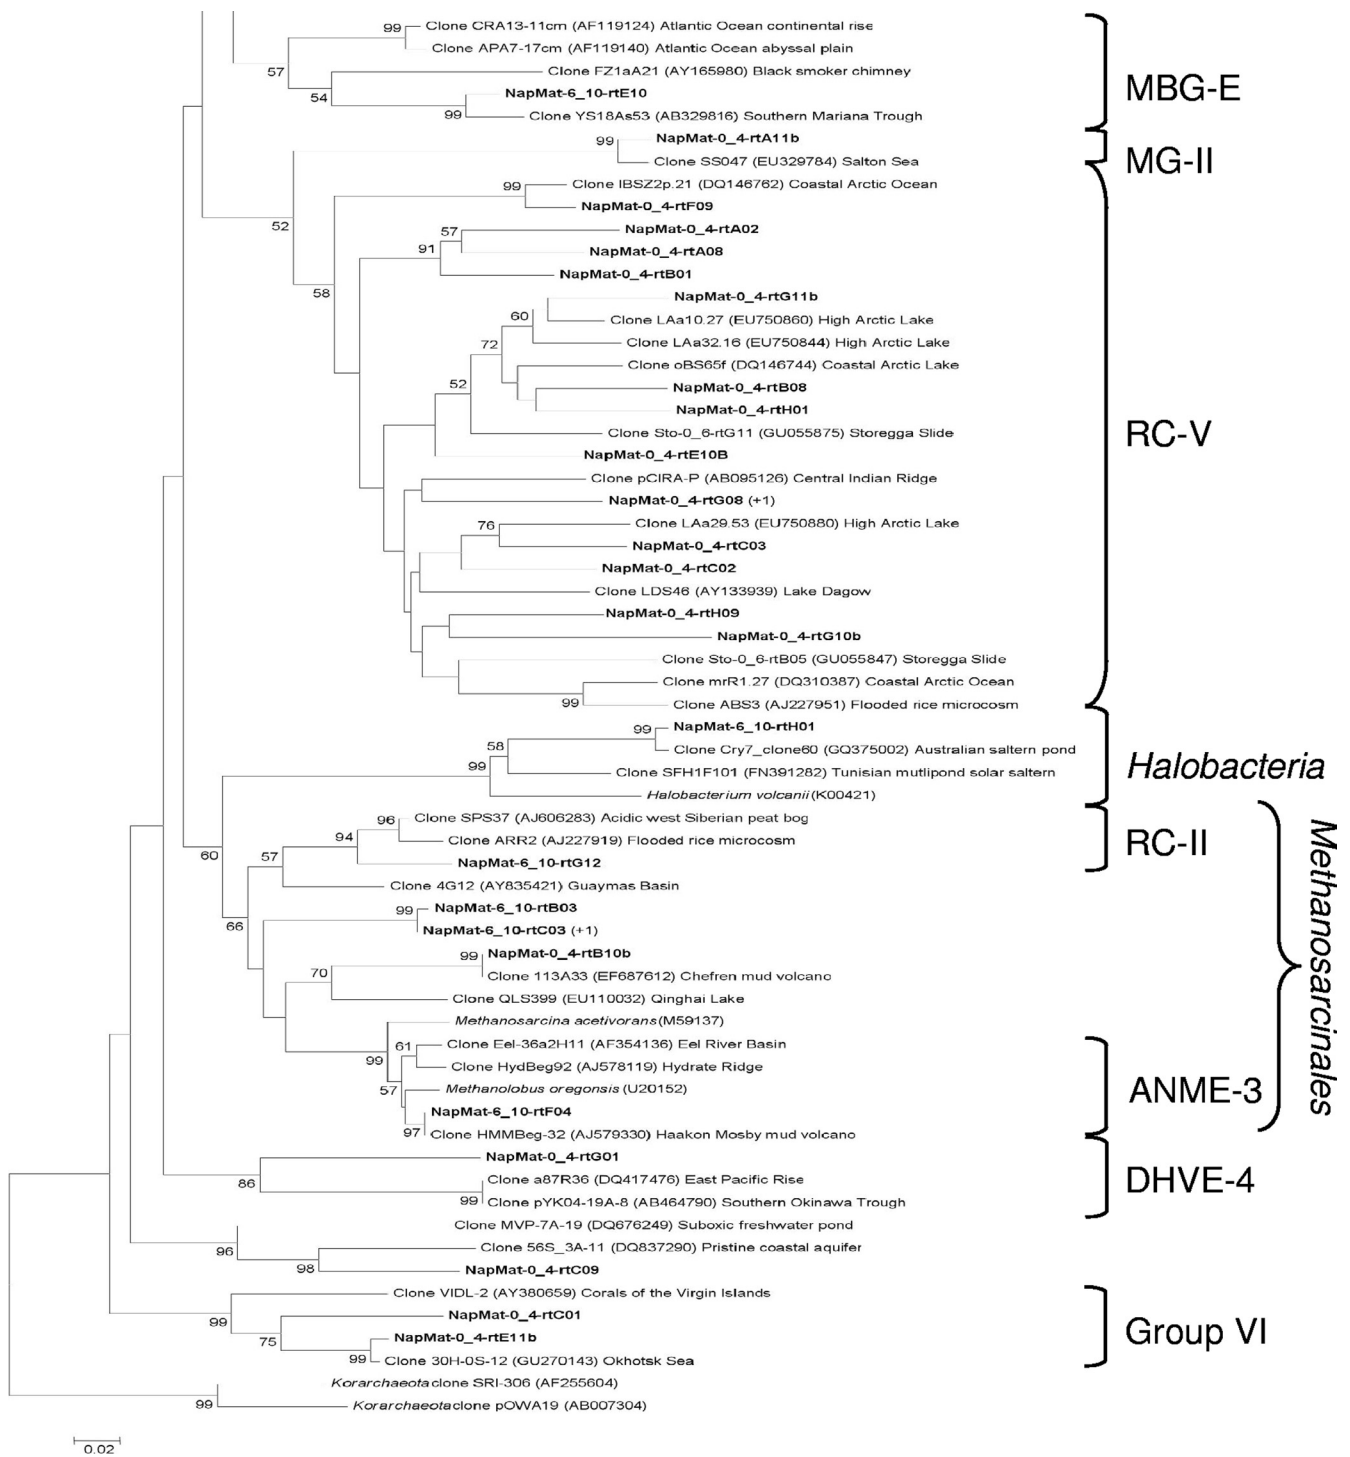 99 Clone CRA13-11cm (AF119124) Atlantic Ocean continental rise
Clone APA7-17cm (AF119140) Atlantic Ocean abyssal plain
57 Clone FZ1aA21 (AY165980) Black smoker chimney
54 NapMat-6_10-rtE10
99 Clone YS18As53 (AB329816) Southern Mariana Trough
MBG-E
99 NapMat-0_4-rtA11b
Clone SS047 (EU329784) Salton Sea
MG-II
99 Clone IBSZ2p.21 (DQ146762) Coastal Arctic Ocean
NapMat-0_4-rtF09
52
57 NapMat-0_4-rtA02
91 NapMat-0_4-rtA08
NapMat-0_4-rtB01
58
NapMat-0_4-rtG11b
60 Clone LAa10.27 (EU750860) High Arctic Lake
72 Clone LAa32.16 (EU750844) High Arctic Lake
Clone oBS65f (DQ146744) Coastal Arctic Lake
52 NapMat-0_4-rtB08
NapMat-0_4-rtH01
Clone Sto-0_6-rtG11 (GU055875) Storegga Slide
RC-V
NapMat-0_4-rtE10B
Clone pCIRA-P (AB095126) Central Indian Ridge
NapMat-0_4-rtG08 (+1)
76 Clone LAa29.53 (EU750880) High Arctic Lake
NapMat-0_4-rtC03
NapMat-0_4-rtC02
Clone LDS46 (AY133939) Lake Dagow
NapMat-0_4-rtH09
NapMat-0_4-rtG10b
Clone Sto-0_6-rtB05 (GU055847) Storegga Slide
Clone mrR1.27 (DQ310387) Coastal Arctic Ocean
99 Clone ABS3 (AJ227951) Flooded rice microcosm
99 NapMat-6_10-rtH01
58 Clone Cry7_clone60 (GQ375002) Australian saltern pond
99 Clone SFH1F101 (FN391282) Tunisian mutlipond solar saltern
Halobacterium volcanii(K00421)
Halobacteria
96 Clone SPS37 (AJ606283) Acidic west Siberian peat bog
94 Clone ARR2 (AJ227919) Flooded rice microcosm
60 57 NapMat-6_10-rtG12
RC-II
Clone 4G12 (AY835421) Guaymas Basin
99 NapMat-6_10-rtB03
66 NapMat-6_10-rtC03 (+1)
99 NapMat-0_4-rtB10b
70 Clone 113A33 (EF687612) Chefren mud volcano
Clone QLS399 (EU110032) Qinghai Lake
Methanosarcinales
Methanosarcina acetivorans(M59137)
61 Clone Eel-36a2H11 (AF354136) Eel River Basin
99 Clone HydBeg92 (AJ578119) Hydrate Ridge
57 Methanolobus oregonsis (U20152)
NapMat-6_10-rtF04
97 Clone HMMBeg-32 (AJ579330) Haakon Mosby mud volcano
ANME-3
NapMat-0_4-rtG01
86 Clone a87R36 (DQ417476) East Pacific Rise
99 Clone pYK04-19A-8 (AB464790) Southern Okinawa Trough
DHVE-4
Clone MVP-7A-19 (DQ676249) Suboxic freshwater pond
96 Clone 56S_3A-11 (DQ837290) Pristine coastal aquifer
98 NapMat-0_4-rtC09
Clone VIDL-2 (AY380659) Corals of the Virgin Islands
99 NapMat-0_4-rtC01
75 NapMat-0_4-rtE11b
99 Clone 30H-0S-12 (GU270143) Okhotsk Sea
Group VI
Korarchaeotaclone SRI-306 (AF255604)
99 Korarchaeotaclone pOWA19 (AB007304)
0.02